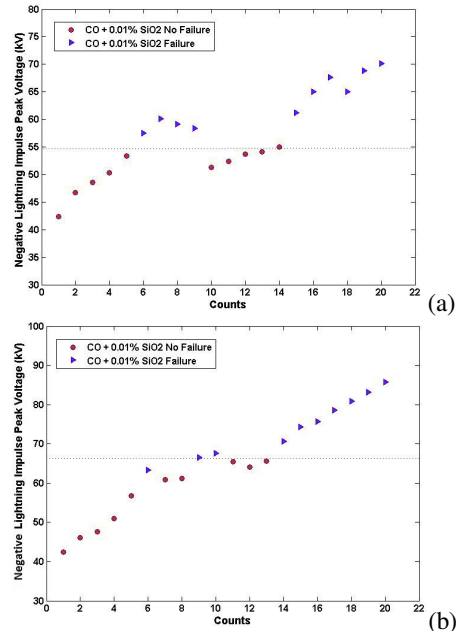 80
75
70
65
60
55
50
45
40
35
30
Negative Lightning Impulse Peak Voltage (KV)
CO + 0.01% SiO2 No Failure
CO + 0.01% SiO2 Failure
0 2 4 6 8 10 12 14 16 18 20 22
Counts
(a)
100
90
80
70
60
50
40
30
Negative Lightning Impulse Peak Voltage (KV)
CO + 0.01% SiO2 No Failure
CO + 0.01% SiO2 Failure
0 2 4 6 8 10 12 14 16 18 20 22
Counts
(b)